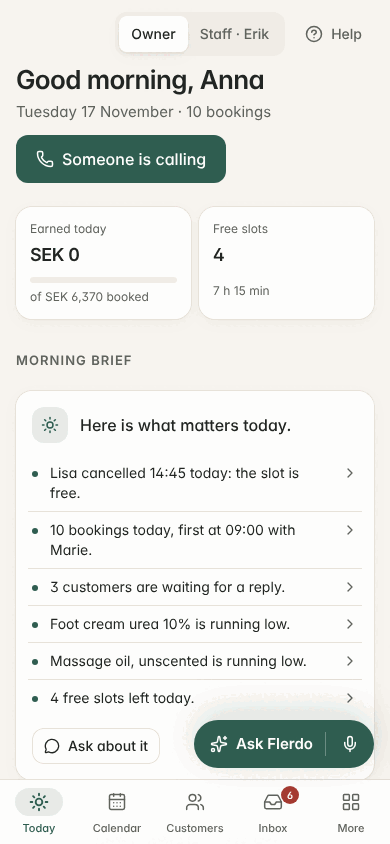 Owner
Staff · Erik
Help
Good morning, Anna
Tuesday 17 November · 10 bookings
Someone is calling
Earned today
SEK 0
of SEK 6,370 booked
Free slots
4
7 h 15 min
MORNING BRIEF
Here is what matters today.
Lisa cancelled 14:45 today: the slot is
free.
10 bookings today, first at 09:00 with
Marie.
3 customers are waiting for a reply.
Foot cream urea 10% is running low.
Massage oil, unscented is running low.
4 free slots left today.
Ask about it
Ask Flerdo
Today
Calendar
Customers
6
Inbox
More